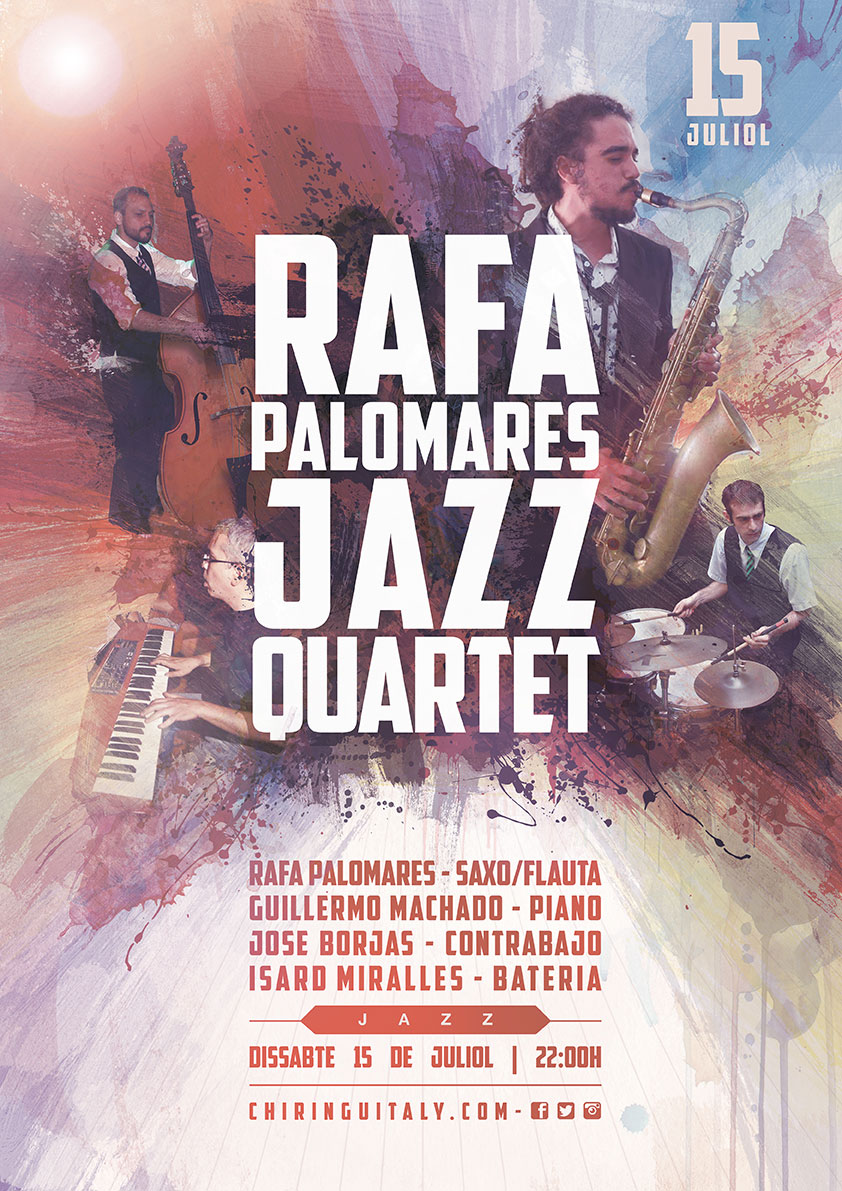 15
JULIOL
RAFA
PALOMARES
JAZZ
QUARTET
RAFA PALOMARES - SAXO/FLAUTA
GUILLERMO MACHADO - PIANO
JOSE BORJAS - CONTRABAJO
ISARD MIRALLES - BATERIA
JAZZ
DISSABTE 15 DE JULIOL | 22:00H
CHIRINGUITALY.COM-